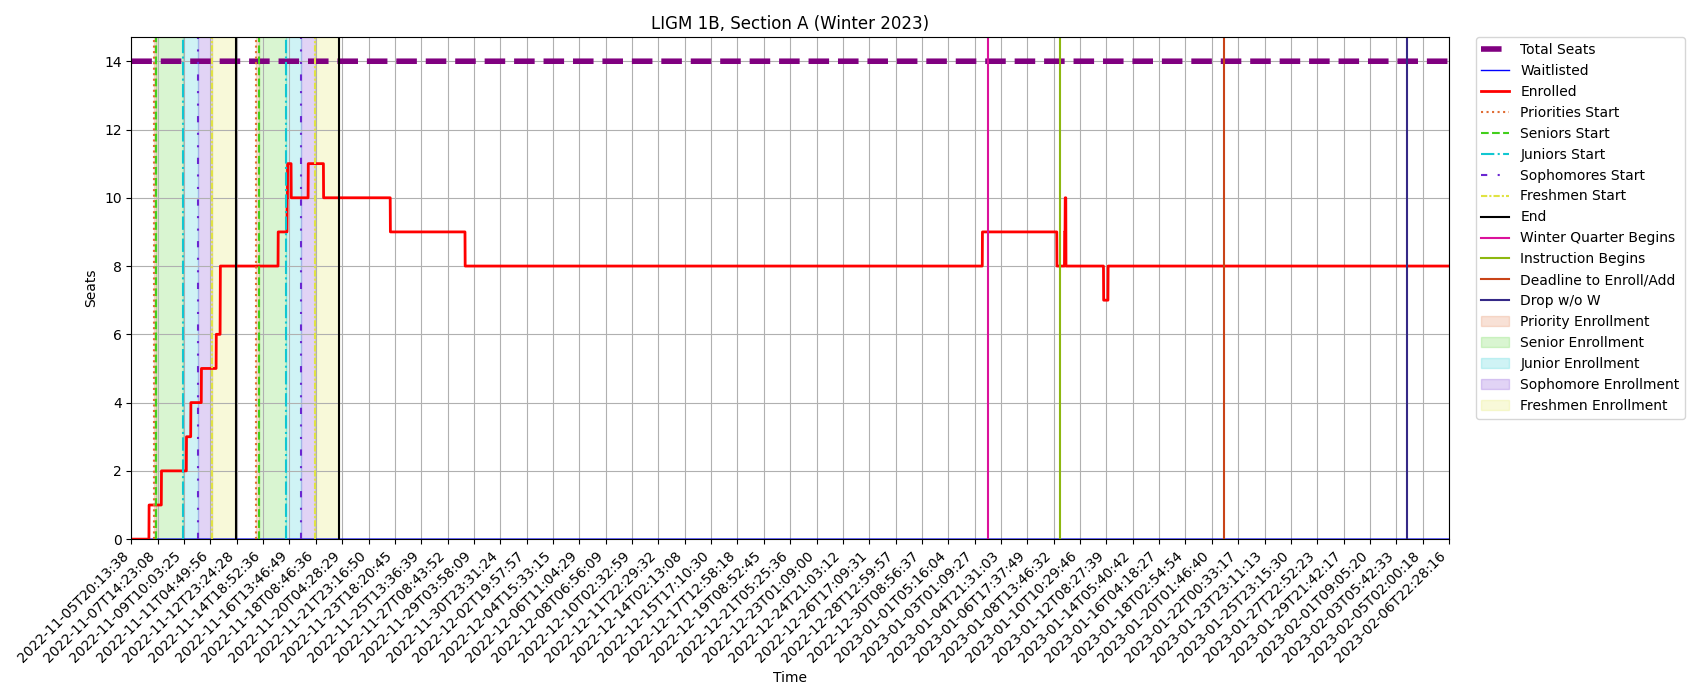 LIGM 1B, Section A (Winter 2023)
Seats
14
12
10
8
6
4
2
0
2022-11-05T20:13:38
2022-11-07T14:23:08
2022-11-09T10:03:25
2022-11-11T04:49:56
2022-11-12T23:24:28
2022-11-14T18:52:36
2022-11-16T13:46:49
2022-11-18T08:46:36
2022-11-20T04:28:29
2022-11-21T23:16:50
2022-11-23T18:20:45
2022-11-25T13:36:39
2022-11-27T08:43:52
2022-11-29T03:58:09
2022-11-30T23:31:24
2022-12-02T19:57:57
2022-12-04T15:33:15
2022-12-06T11:04:29
2022-12-08T06:56:09
2022-12-10T02:32:59
2022-12-11T22:29:32
2022-12-14T02:13:08
2022-12-15T17:10:30
2022-12-17T12:58:18
2022-12-19T08:52:45
2022-12-21T05:25:36
2022-12-23T01:09:00
2022-12-24T21:03:12
2022-12-26T17:09:31
2022-12-28T12:59:57
2022-12-30T08:56:37
2023-01-01T05:16:04
2023-01-03T01:09:27
2023-01-04T21:31:03
2023-01-06T17:37:49
2023-01-08T13:46:32
2023-01-10T10:29:46
2023-01-12T08:27:39
2023-01-14T05:40:42
2023-01-16T04:18:27
2023-01-18T02:54:54
2023-01-20T01:46:40
2023-01-22T00:33:17
2023-01-23T23:11:13
2023-01-25T23:15:30
2023-01-27T22:52:23
2023-01-29T21:42:17
2023-02-01T09:05:20
2023-02-03T05:42:33
2023-02-05T02:00:18
2023-02-06T22:28:16
Time
Total Seats
Waitlisted
Enrolled
Priorities Start
Seniors Start
Juniors Start
Sophomores Start
Freshmen Start
End
Winter Quarter Begins
Instruction Begins
Deadline to Enroll/Add
Drop w/o W
Priority Enrollment
Senior Enrollment
Junior Enrollment
Sophomore Enrollment
Freshmen Enrollment